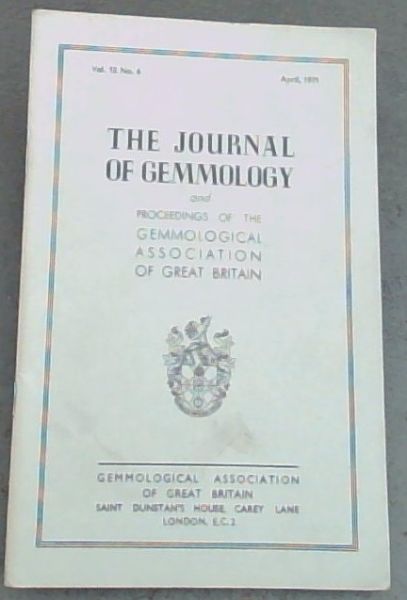 Vol. 12 No. 6
April, 1971
THE JOURNAL
OF GEMMOLOGY
and
PROCEEDINGS OF THE
GEMMOLOGICAL
ASSOCIATION
OF GREAT BRITAIN
GEMMOLOGICAL ASSOCIATION
OF GREAT BRITAIN
SAINT DUNSTAN'S HOUSE, CAREY LANE
LONDON, E.C.2